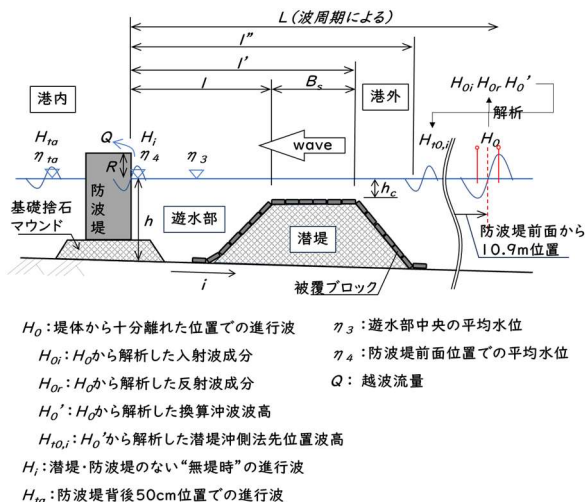 L(波周期による)
l"
l'
l
Bs
港内
港外
H0i H0r H0'
解析
Hta
Q
Hi
Ht0,i
H0
ηta
R
η4
η3
wave
hc
防波堤
h
基礎捨石
マウンド
遊水部
潜堤
防波堤前面から
10.9m位置
i
被覆ブロック
H0:堤体から十分離れた位置での進行波
H0i:H0から解析した入射波成分
H0r:H0から解析した反射波成分
H0':H0から解析した換算沖波波高
Ht0,i:H0'から解析した潜堤沖側法先位置波高
Hi:潜堤・防波堤のない“無堤時”の進行波
Hta:防波堤背後50cm位置での進行波
η3:遊水部中央の平均水位
η4:防波堤前面位置での平均水位
Q: 越波流量